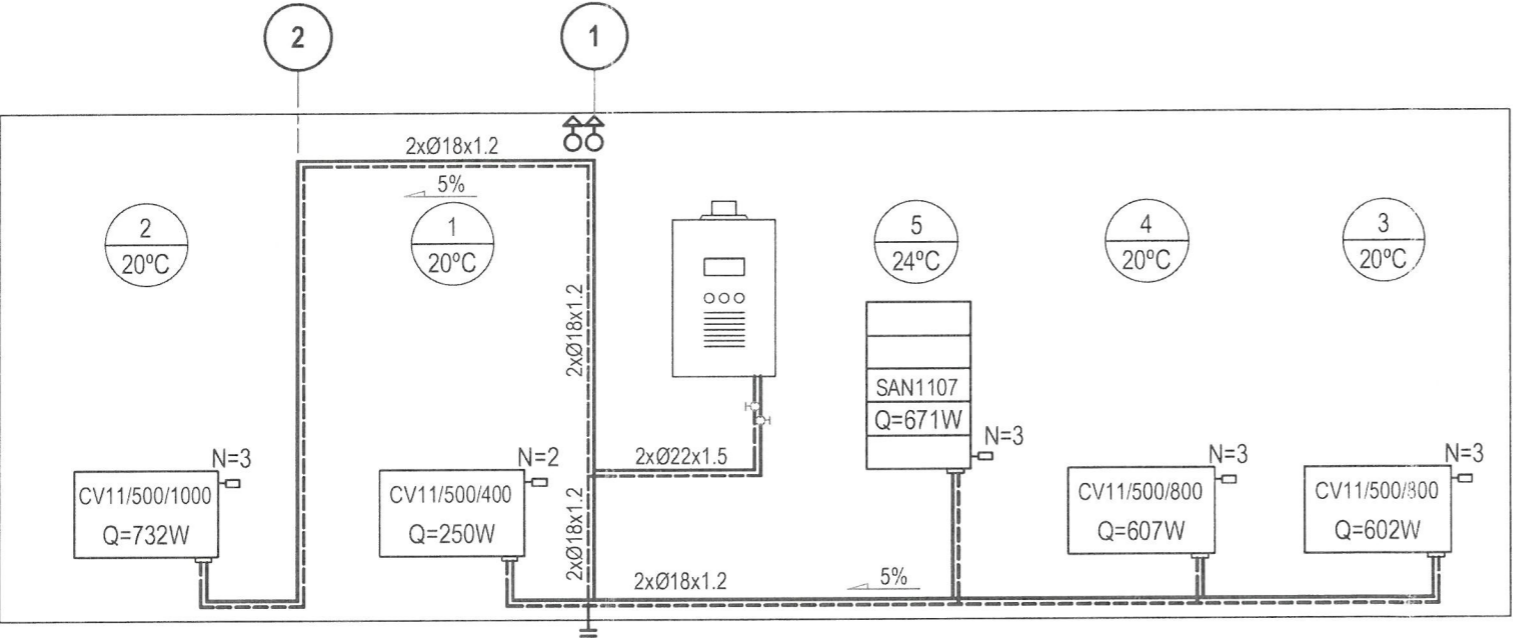 2
1
2xØ18x1.2
5%
2
20ºC
1
20ºC
2xØ18x1.2
5
24ºC
4
20ºC
3
20ºC
SAN1107
Q=671W
N=3
2xØ22x1.5
CV11/500/1000
Q=732W
N=3
CV11/500/400
Q=250W
N=2
2xØ18x1.2
CV11/500/800
Q=607W
N=3
CV11/500/800
Q=602W
N=3
2xØ18x1.2
5%